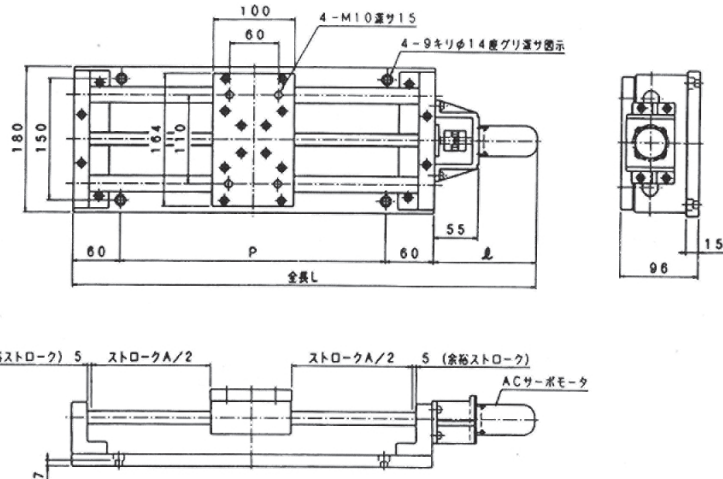 100
4-M10深サ15
60
4-9キリφ14座グリ深サ図示
180
150
164
110
55
60
P
60
ℓ
全長L
15
96
ストローク) 5
ストロークA/2
ストロークA/2
5 (余裕ストローク)
ACサーボモータ
7